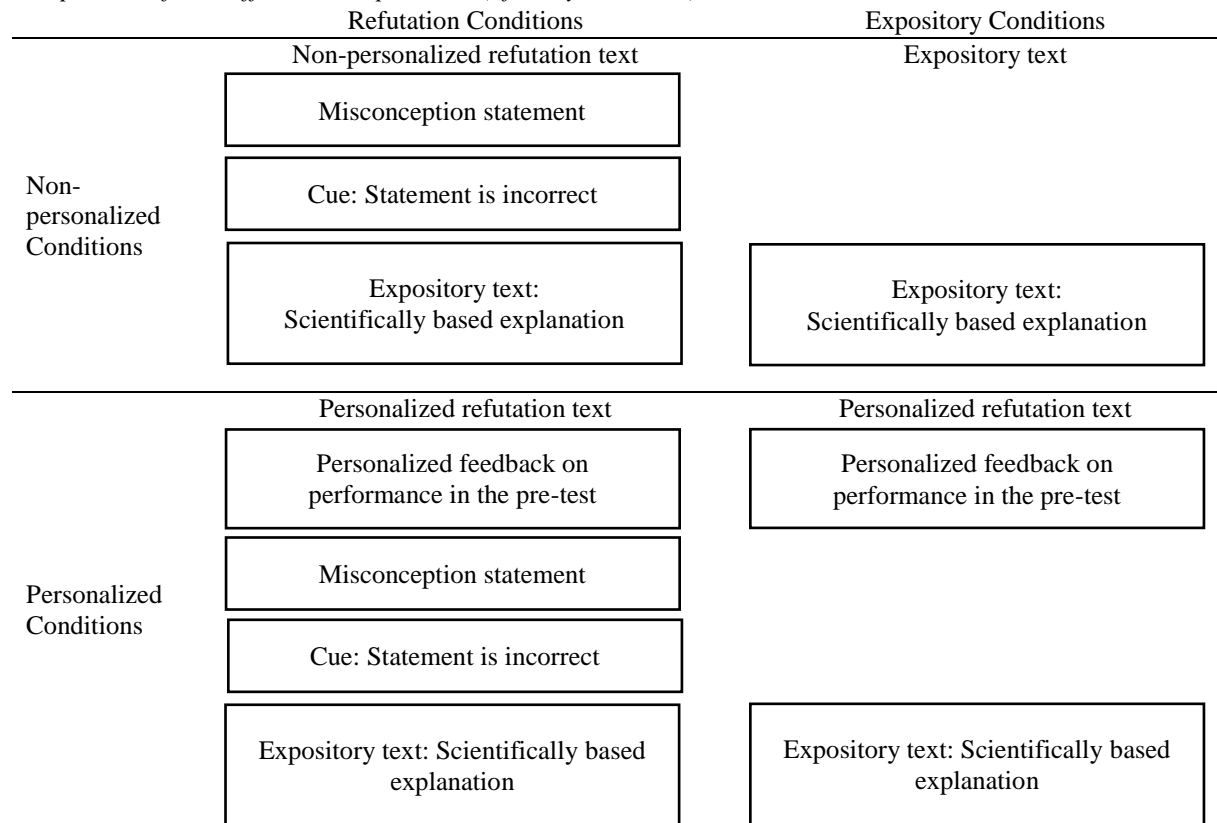 Refutation Conditions Expository Conditions
Non-personalized refutation text Expository text
Misconception statement
Cue: Statement is incorrect
Non-
personalized
Conditions
Expository text:
Scientifically based explanation
Expository text:
Scientifically based explanation
Personalized refutation text Personalized refutation text
Personalized feedback on
performance in the pre-test
Personalized feedback on
performance in the pre-test
Misconception statement
Personalized
Conditions
Cue: Statement is incorrect
Expository text: Scientifically based
explanation
Expository text: Scientifically based
explanation